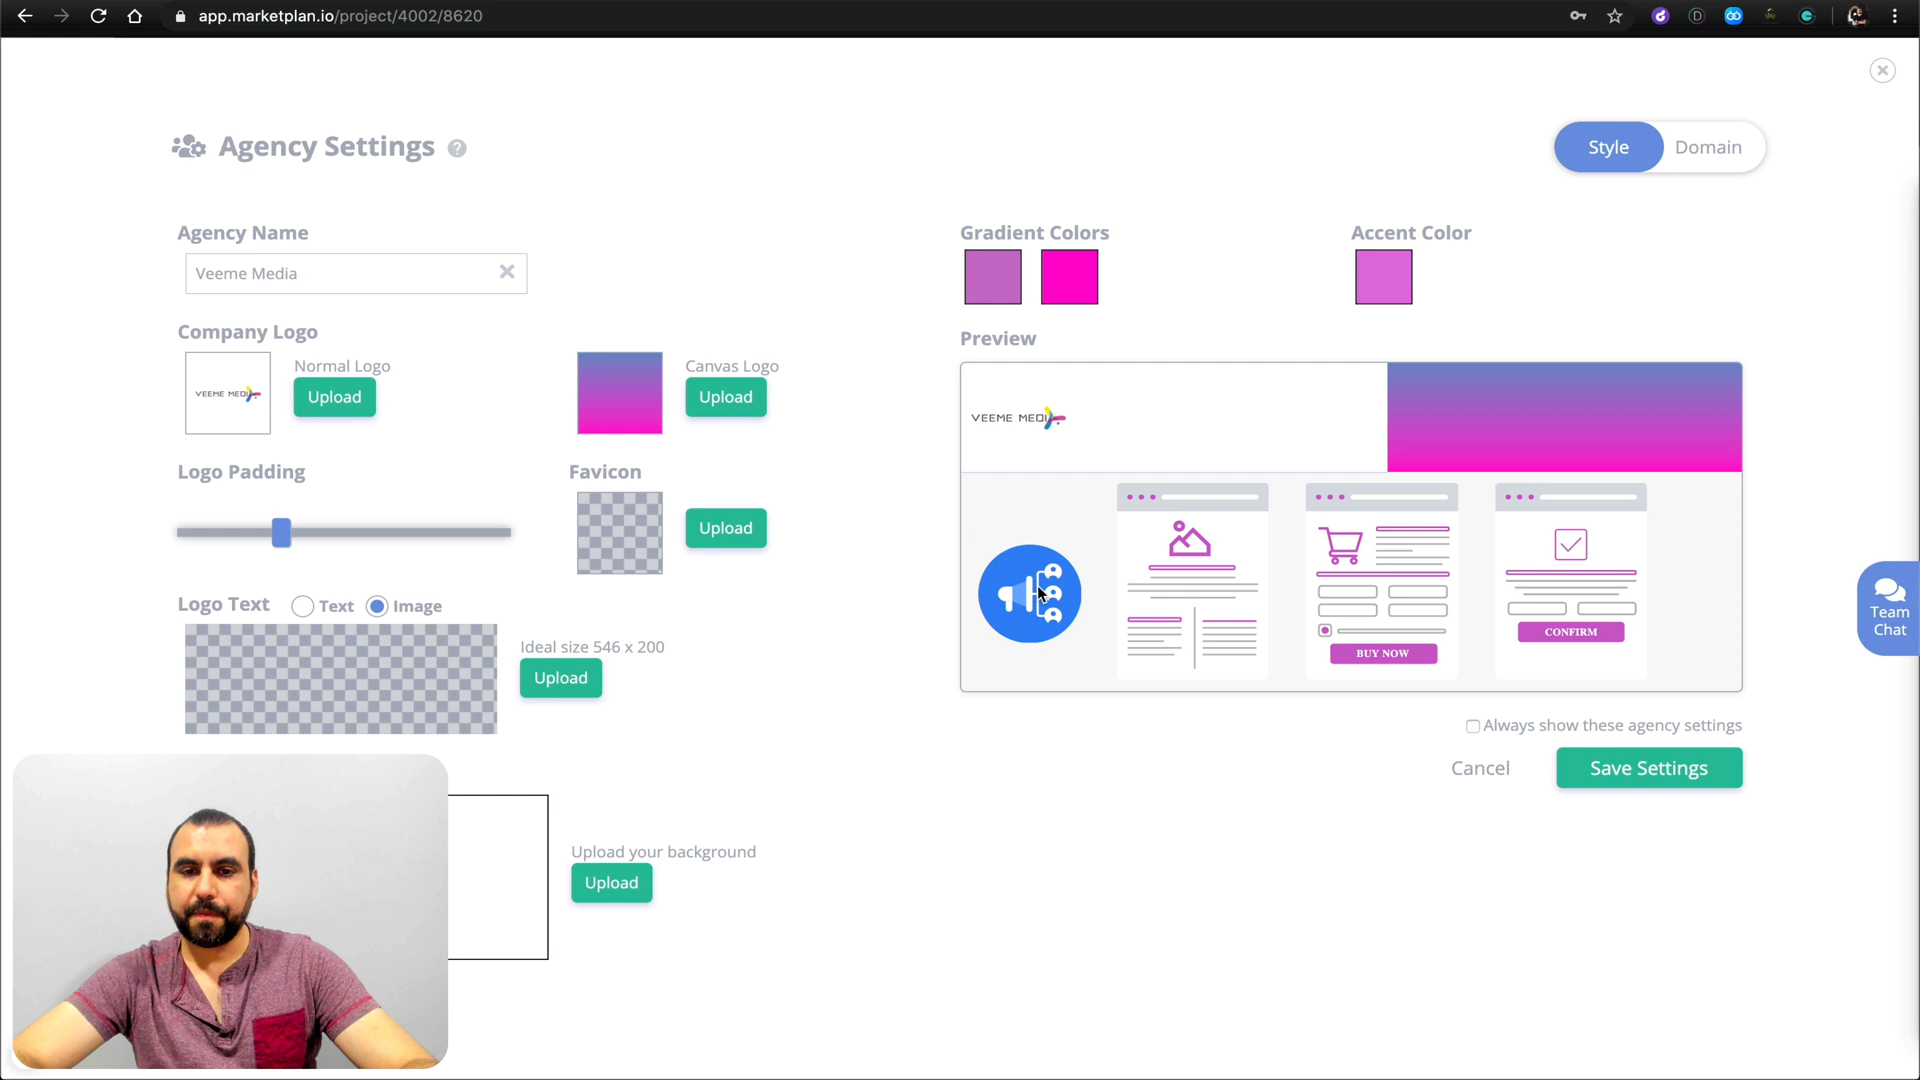 app.marketplan.io/project/4002/8620
Agency Settings
?
Style
Domain
Agency Name
Veeme Media
Gradient Colors
Accent Color
Company Logo
VEEME MEDI
Normal Logo
Upload
Canvas Logo
Upload
Preview
VEEME MEDI
Logo Padding
Favicon
Upload
BUY NOW
CONFIRM
Team
Chat
Logo Text
Text
Image
Ideal size 546 x 200
Upload
Always show these agency settings
Cancel
Save Settings
Upload your background
Upload